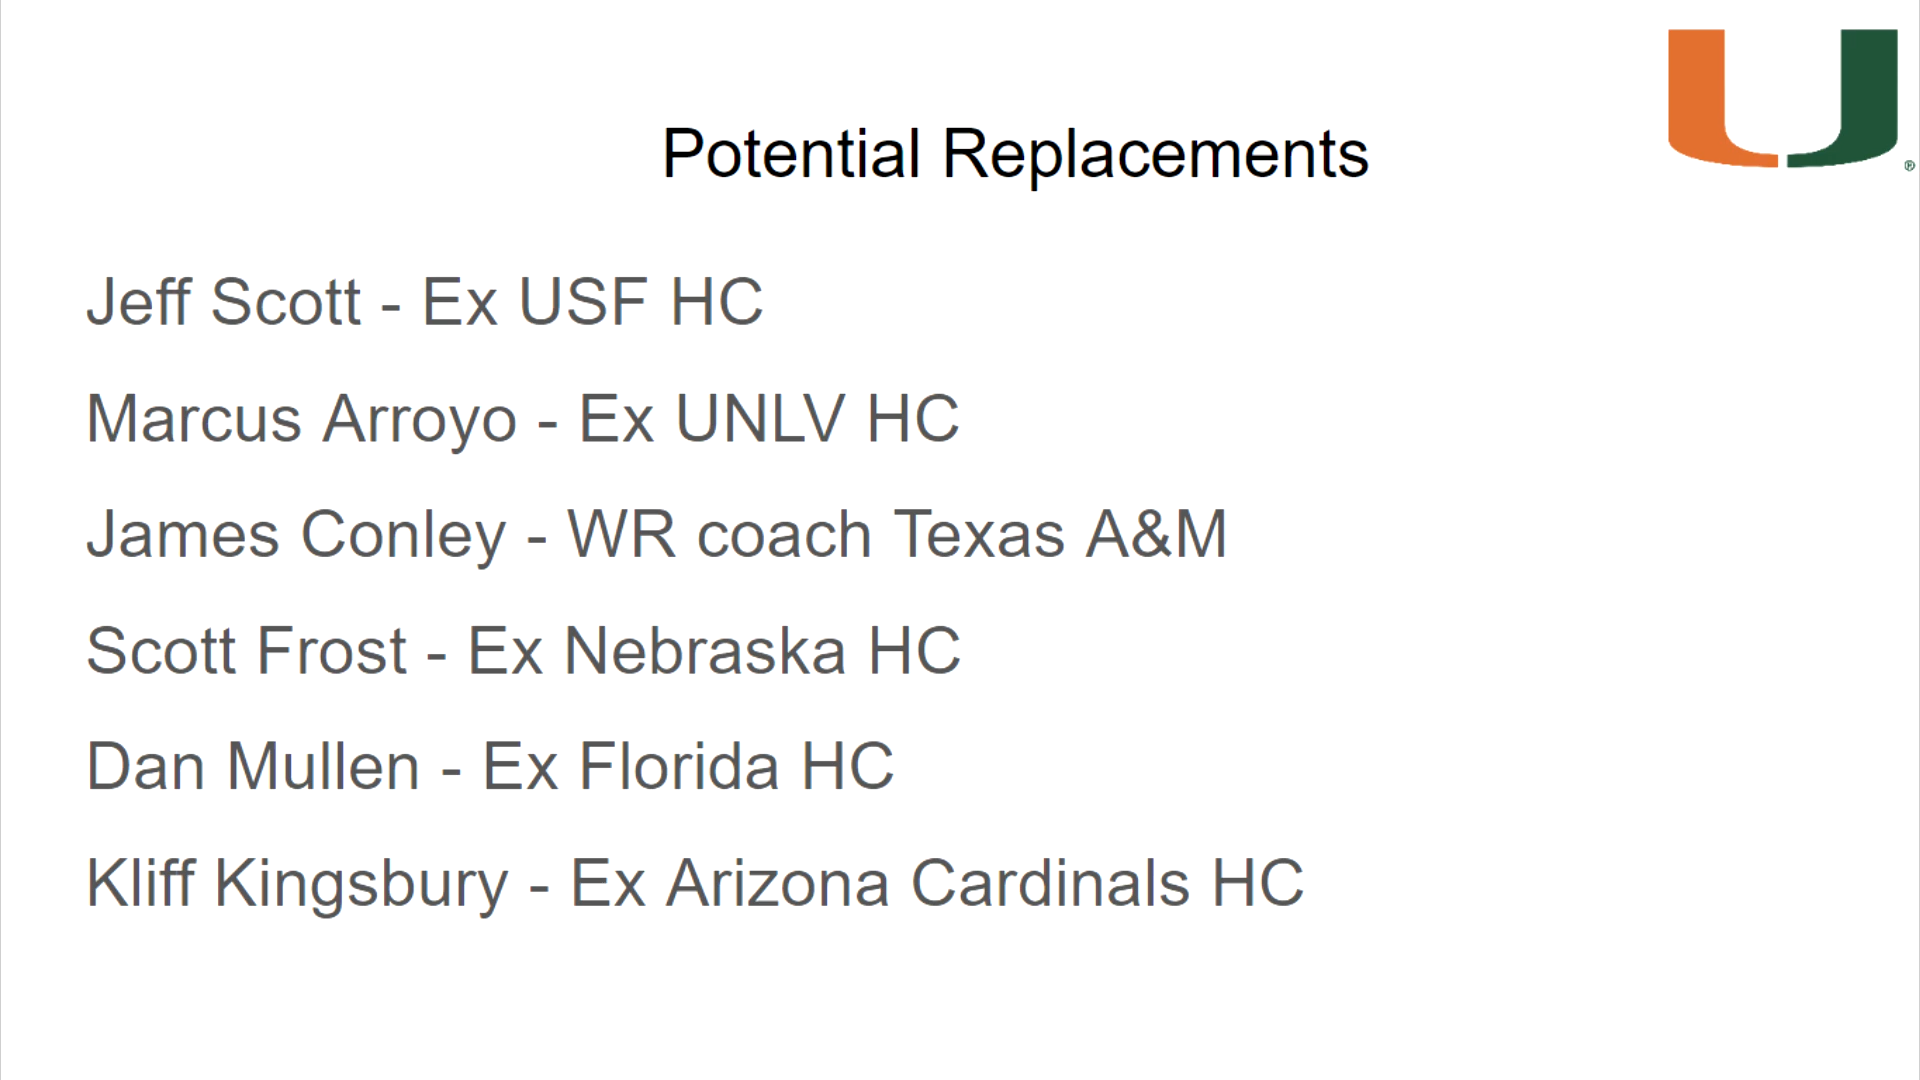 Potential Replacements
Jeff Scott - Ex USF HC
Marcus Arroyo - Ex UNLV HC
James Conley - WR coach Texas A&M
Scott Frost - Ex Nebraska HC
Dan Mullen - Ex Florida HC
Kliff Kingsbury - Ex Arizona Cardinals HC
®